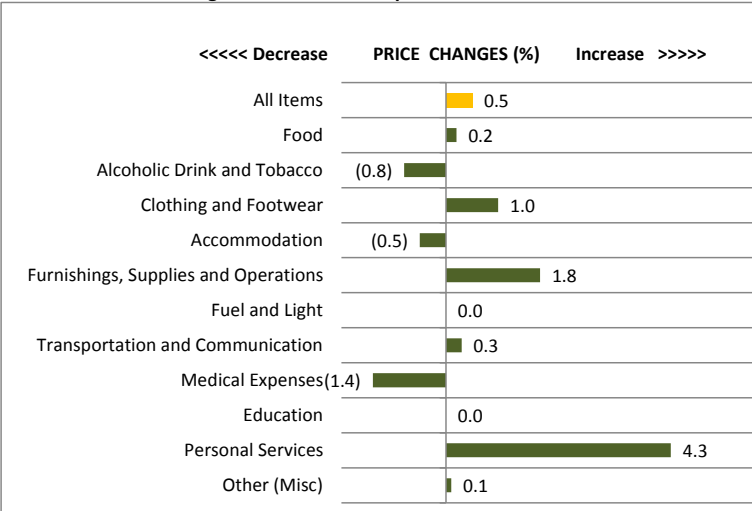 <<<<< Decrease PRICE CHANGES (%) Increase >>>>>
All Items 0.5
Food 0.2
Alcoholic Drink and Tobacco (0.8)
Clothing and Footwear 1.0
Accommodation (0.5)
Furnishings, Supplies and Operations 1.8
Fuel and Light 0.0
Transportation and Communication 0.3
Medical Expenses(1.4)
Education 0.0
Personal Services 4.3
Other (Misc) 0.1